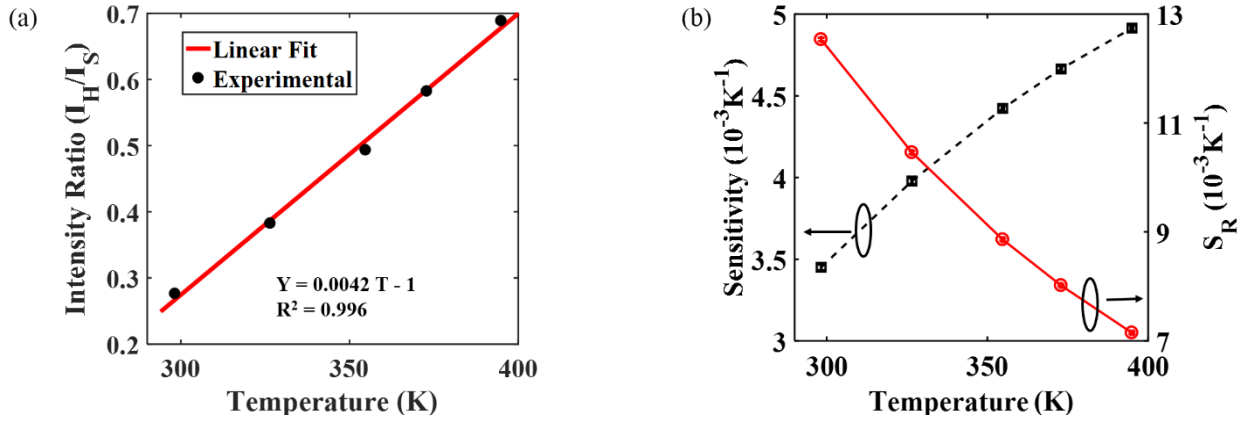 (a)
0.7
0.6
0.5
0.4
0.3
0.2
Intensity Ratio (I_H/I_S)
Linear Fit
Experimental
Y = 0.0042 T - 1
R² = 0.996
300
350
400
Temperature (K)
(b)
5
4.5
4
3.5
3
Sensitivity (10⁻³K⁻¹)
13
11
9
7
S_R (10⁻³K⁻¹)
300
350
400
Temperature (K)